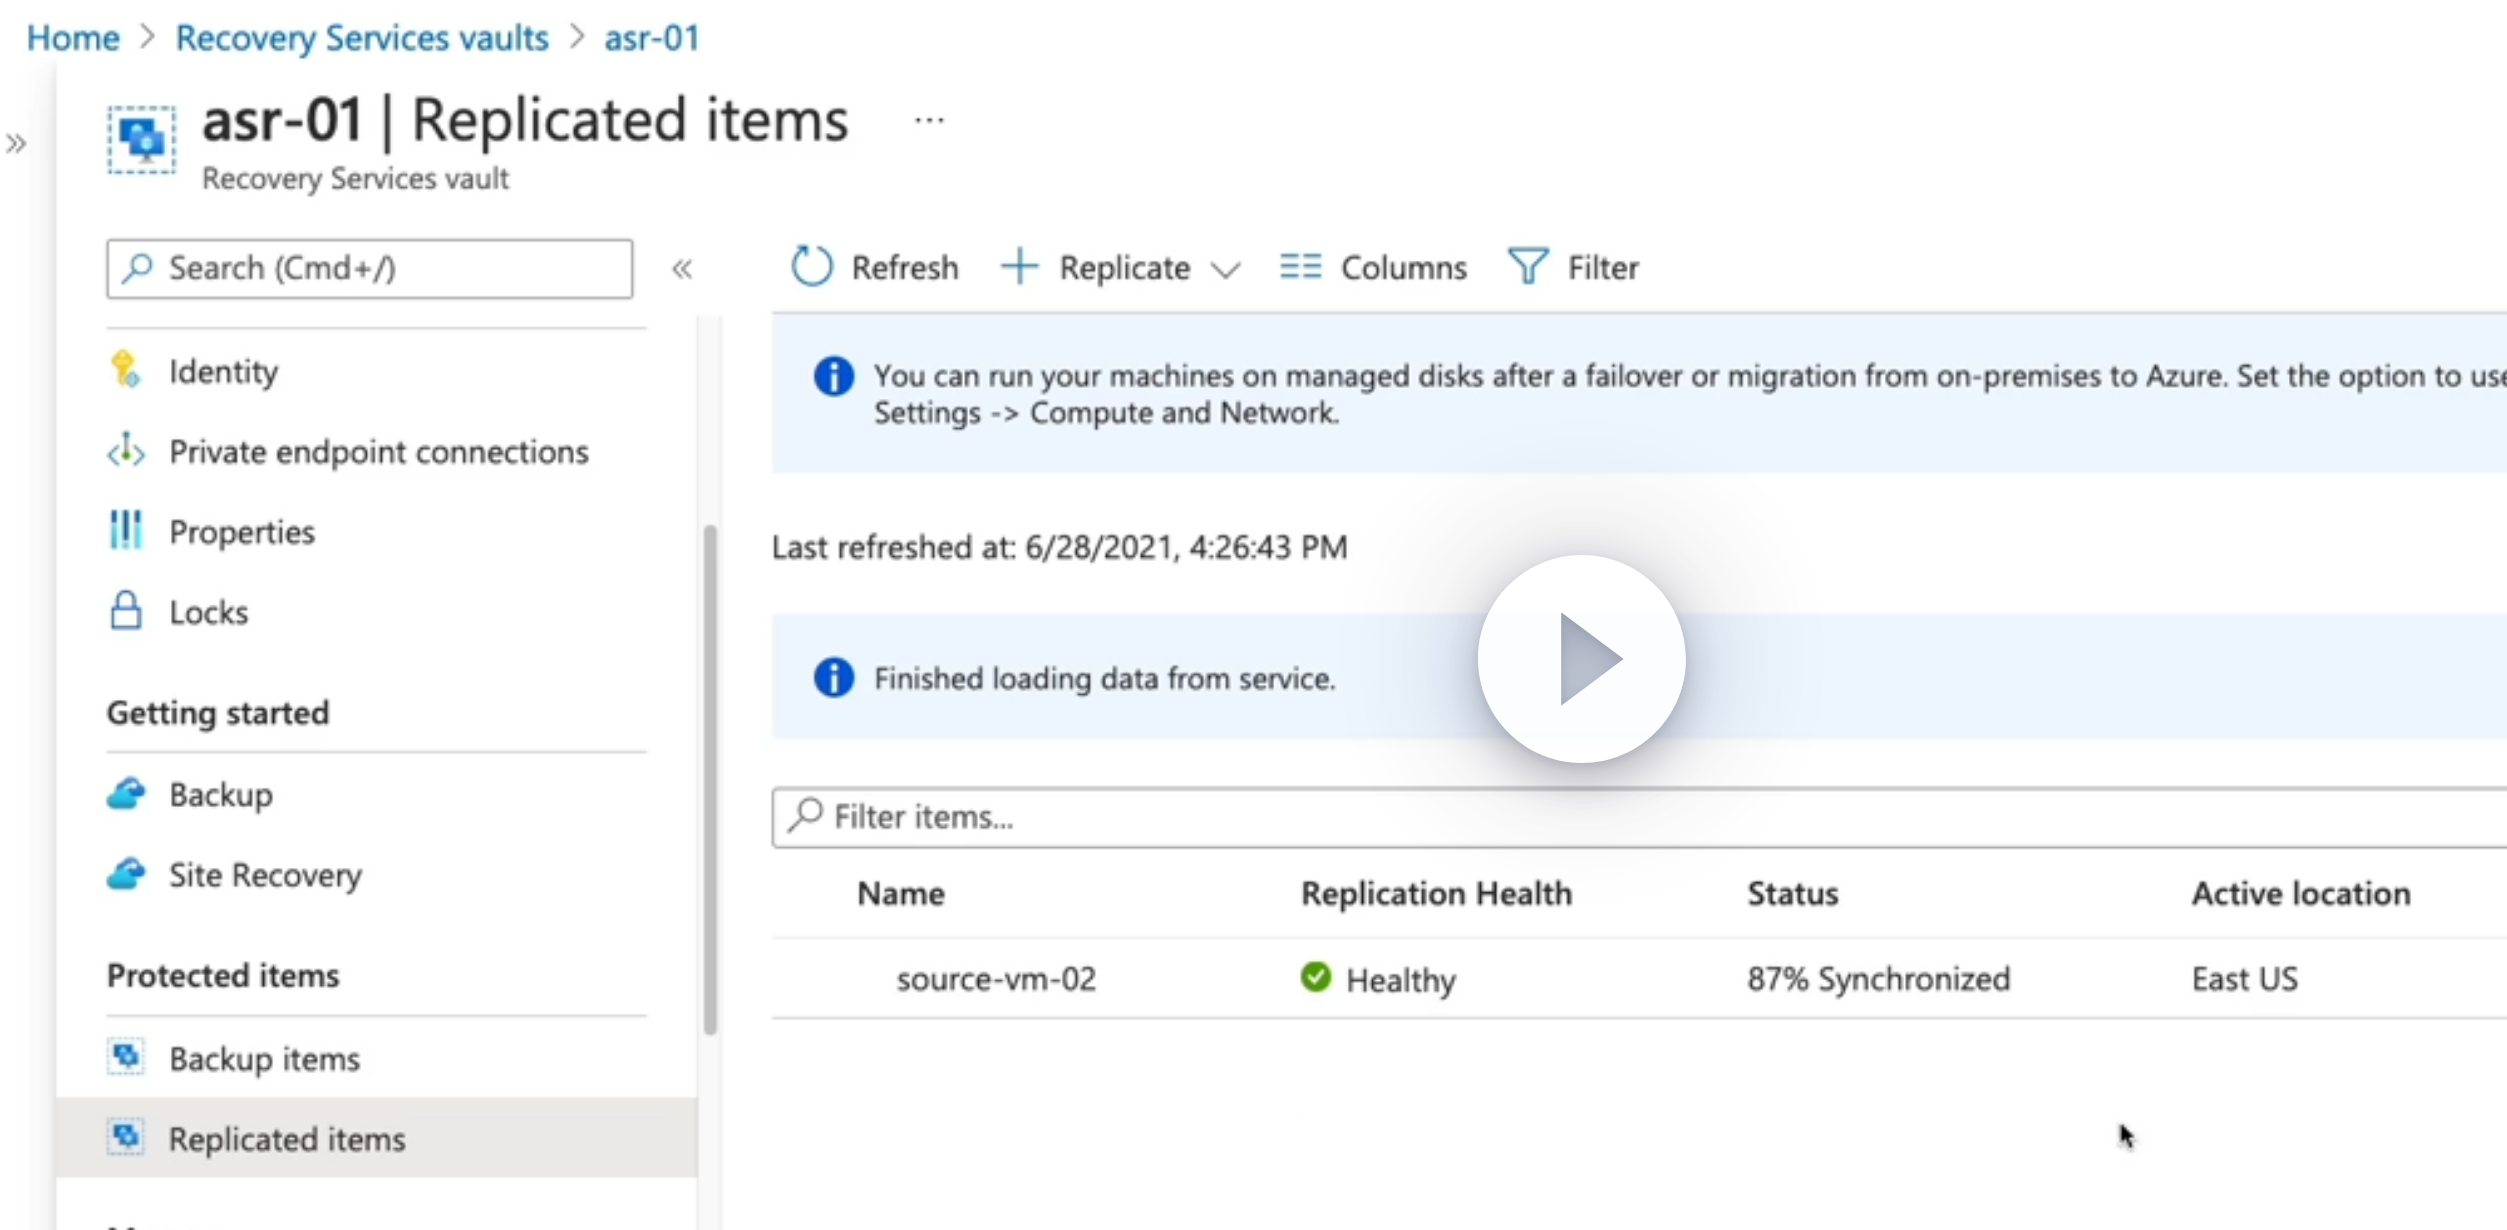 Home > Recovery Services vaults > asr-01
asr-01 | Replicated items ...
Recovery Services vault
Search (Cmd+/)
Identity
Private endpoint connections
Properties
Locks
Getting started
Backup
Site Recovery
Protected items
Backup items
Replicated items
Refresh
Replicate
Columns
Filter
You can run your machines on managed disks after a failover or migration from on-premises to Azure. Set the option to use
Settings -> Compute and Network.
Last refreshed at: 6/28/2021, 4:26:43 PM
Finished loading data from service.
Filter items...
Name Replication Health Status Active location
source-vm-02 Healthy 87% Synchronized East US